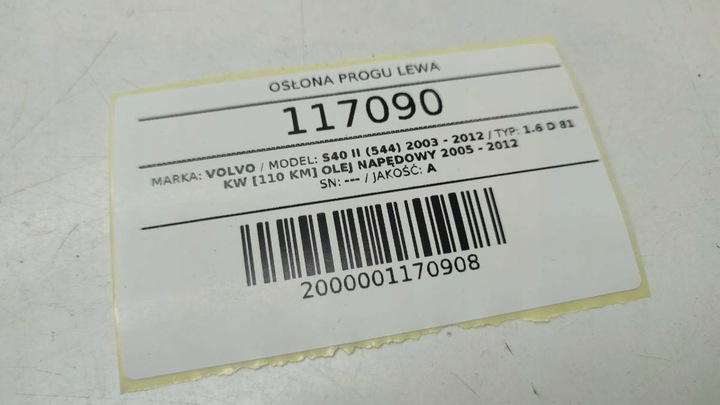 OSŁONA PROGU LEWA
117090
MARKA: VOLVO / MODEL: S40 II (544) 2003 - 2012 / TYP: 1.6 D 81
KW [110 KM] OLEJ NAPĘDOWY 2005 - 2012
SN: --- / JAKOŚĆ: A
2000001170908